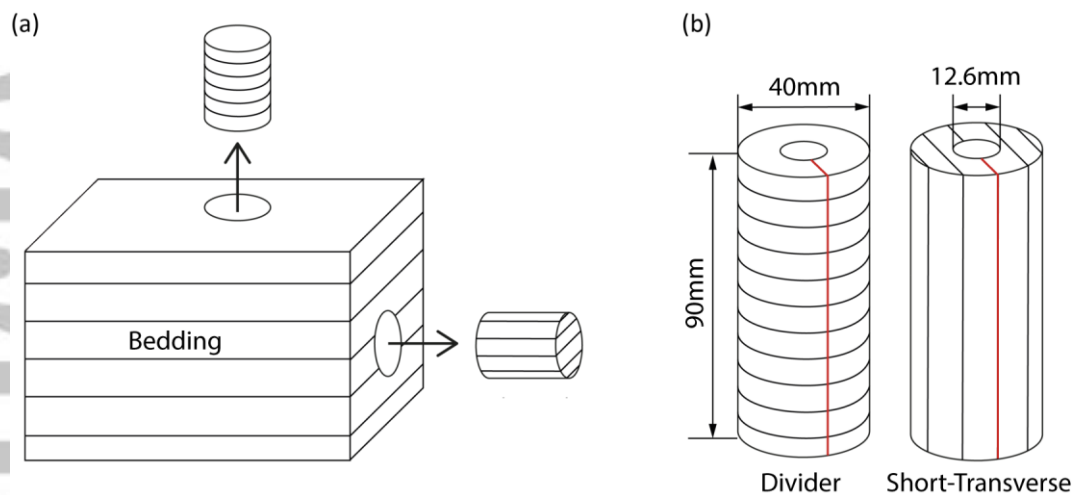 (a)
Bedding
(b)
40mm
12.6mm
90mm
Divider
Short-Transverse